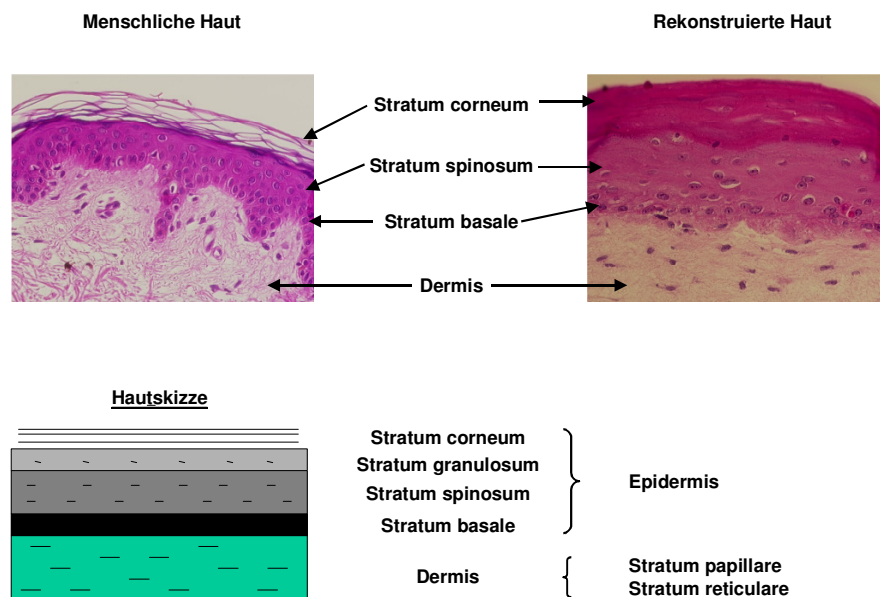 Menschliche Haut
Rekonstruierte Haut
Stratum corneum
Stratum spinosum
Stratum basale
Dermis
Hautskizze
Stratum corneum
Stratum granulosum
Stratum spinosum
Stratum basale
Epidermis
Dermis
Stratum papillare
Stratum reticulare